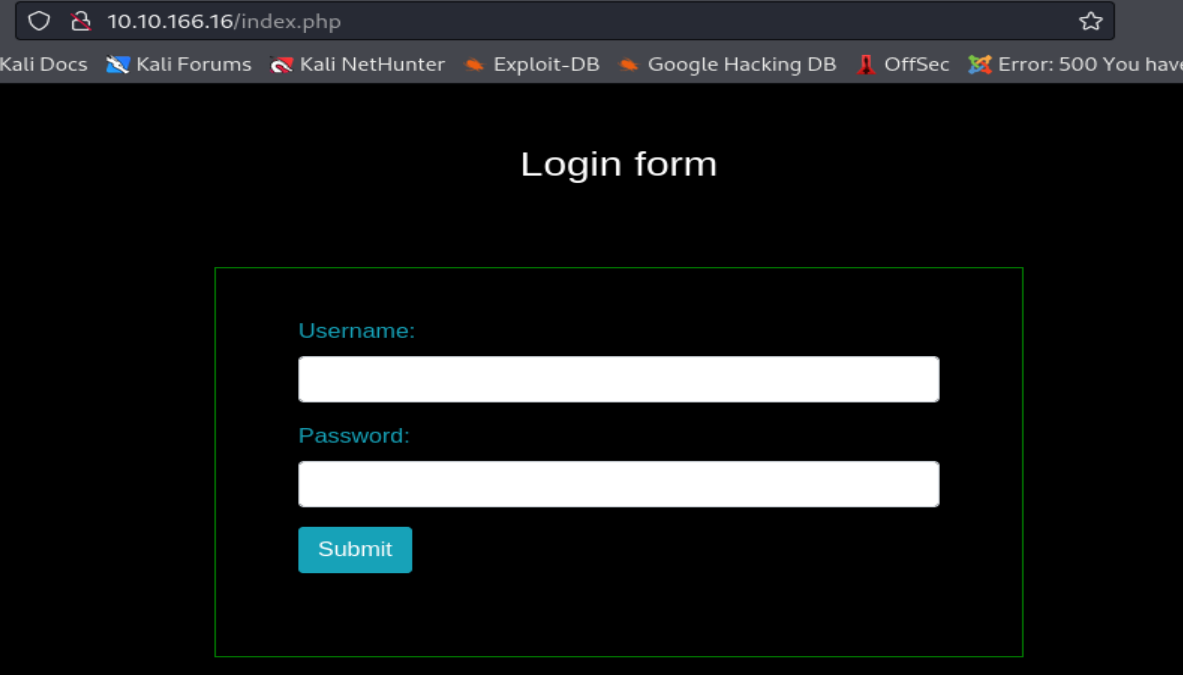 10.10.166.16/index.php
Kali Docs Kali Forums Kali NetHunter Exploit-DB Google Hacking DB OffSec Error: 500 You have
Login form
Username:
Password:
Submit